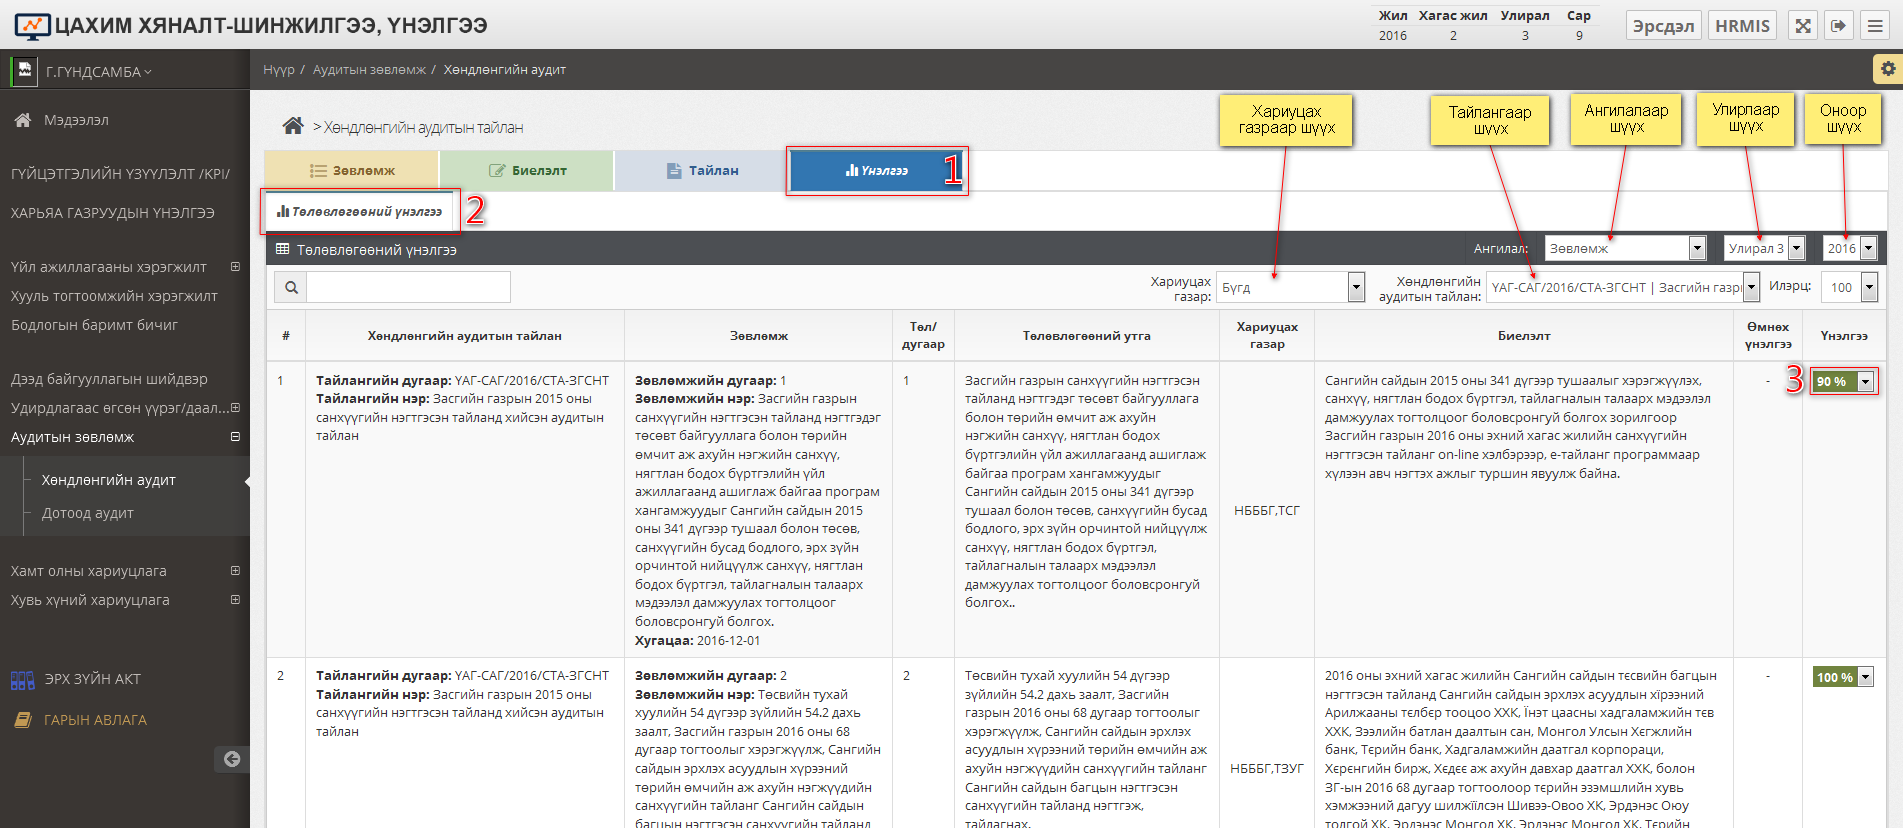 ЦАХИМ ХЯНАЛТ-ШИНЖИЛГЭЭ, ҮНЭЛГЭЭ
Жил Хагас жил Улирал Сар
2016 2 3 9
Эрсдэл HRMIS
Г.ГҮНДСАМБА
Нүүр / Аудитын зөвлөмж / Хөндлөнгийн аудит
Мэдээлэл
ГҮЙЦЭТГЭЛИЙН ҮЗҮҮЛЭЛТ /KPI/
ХАРЬЯА ГАЗРУУДЫН ҮНЭЛГЭЭ
Үйл ажиллагааны хэрэгжилт
Хууль тогтоомжийн хэрэгжилт
Бодлогын баримт бичиг
Дээд байгууллагын шийдвэр
Удирдлагаас өгсөн үүрэг/даал...
Аудитын зөвлөмж
Хөндлөнгийн аудит
Дотоод аудит
Хамт олны хариуцлага
Хувь хүний хариуцлага
ЭРХ ЗҮЙН АКТ
ГАРЫН АВЛАГА
> Хөндлөнгийн аудитын тайлан
Хариуцах
газраар шүүх
Тайлангаар
шүүх
Ангилалаар
шүүх
Улирлаар
шүүх
Оноор
шүүх
Зөвлөмж Биелэлт Тайлан Үнэлгээ 1
Төлөвлөгөөний үнэлгээ 2
Төлөвлөгөөний үнэлгээ
Ангилал: Зөвлөмж Улирал 3 2016
Хариуцах
газар: Бүгд
Хөндлөнгийн
аудитын тайлан: ҮАГ-САГ/2016/СТА-ЗГСНТ | Засгийн газрı
Илэрц: 100
# Хөндлөнгийн аудитын тайлан Зөвлөмж Төл/ дугаар Төлөвлөгөөний утга Хариуцах газар Биелэлт Өмнөх үнэлгээ Үнэлгээ
1
Тайлангийн дугаар: ҮАГ-САГ/2016/СТА-ЗГСНТ
Тайлангийн нэр: Засгийн газрын 2015 оны
санхүүгийн нэгтгэсэн тайланд хийсэн аудитын
тайлан
Зөвлөмжийн дугаар: 1
Зөвлөмжийн нэр: Засгийн газрын
санхүүгийн нэгтгэсэн тайланд нэгтгэгдэг
төсөвт байгууллага болон төрийн
өмчит аж ахуйн нэгжийн санхүү,
нягтлан бодох бүртгэлийн үйл
ажиллагаанд ашиглаж байгаа програм
хангамжуудыг Сангийн сайдын 2015
оны 341 дүгээр тушаал болон төсөв,
санхүүгийн бусад бодлого, эрх зүйн
орчинтой нийцүүлж санхүү, нягтлан
бодох бүртгэл, тайлагналын талаарх
мэдээлэл дамжуулах тогтолцоог
боловсронгуй болгох.
Хугацаа: 2016-12-01
1
Засгийн газрын санхүүгийн нэгтгэсэн
тайланд нэгтгэдэг төсөвт байгууллага
болон төрийн өмчит аж ахуйн
нэгжийн санхүү, нягтлан бодох
бүртгэлийн үйл ажиллагаанд ашиглаж
байгаа програм хангамжуудыг
Сангийн сайдын 2015 оны 341 дүгээр
тушаал болон төсөв, санхүүгийн бусад
бодлого, эрх зүйн орчинтой нийцүүлж
санхүү, нягтлан бодох бүртгэл,
тайлагналын талаарх мэдээлэл
дамжуулах тогтолцоог боловсронгуй
болгох..
НБББГ,ТСГ
Сангийн сайдын 2015 оны 341 дүгээр тушаалыг хэрэгжүүлэх,
санхүү, нягтлан бодох бүртгэл, тайлагналын талаарх мэдээлэл
дамжуулах тогтолцоог боловсронгуй болгох зорилгоор
Засгийн газрын 2016 оны эхний хагас жилийн санхүүгийн
нэгтгэсэн тайланг on-line хэлбэрээр, е-тайланг программаар
хүлээн авч нэгтгэх ажлыг туршин явуулж байна.
-
3 90 %
2
Тайлангийн дугаар: ҮАГ-САГ/2016/СТА-ЗГСНТ
Тайлангийн нэр: Засгийн газрын 2015 оны
санхүүгийн нэгтгэсэн тайланд хийсэн аудитын
тайлан
Зөвлөмжийн дугаар: 2
Зөвлөмжийн нэр: Төсвийн тухай
хуулийн 54 дүгээр зүйлийн 54.2 дахь
заалт, Засгийн газрын 2016 оны 68
дугаар тогтоолыг хэрэгжүүлж, Сангийн
сайдын эрхлэх асуудлын хүрээний
төрийн өмчийн аж ахуйн нэгжүүдийн
санхүүгийн тайланг Сангийн сайдын
багцын нэгтгэсэн санхүүгийн тайланд
2
Төсвийн тухай хуулийн 54 дүгээр
зүйлийн 54.2 дахь заалт, Засгийн
газрын 2016 оны 68 дугаар тогтоолыг
хэрэгжүүлж, Сангийн сайдын эрхлэх
асуудлын хүрээний төрийн өмчийн аж
ахуйн нэгжүүдийн санхүүгийн тайланг
Сангийн сайдын багцын нэгтгэсэн
санхүүгийн тайланд нэгтгэж,
тайлагнах.
НБББГ,ТЗУГ
2016 оны эхний хагас жилийн Сангийн сайдын төсвийн багцын
нэгтгэсэн тайланд Сангийн сайдын эрхлэх асуудлын хїрээний
Арилжааны тєлбєр тооцоо ХХК, Їнэт цаасны хадгаламжийн тєв
ХХК, Зээлийн батлан даалтын сан, Монгол Улсын Хєгжлийн
банк, Тєрийн банк, Хадгаламжийн даатгал корпораци,
Хєрєнгийн бирж, Хєдєє аж ахуйн давхар даатгал ХХК, болон
ЗГ-ын 2016 68 дугаар тогтоолоор тєрийн эзэмшлийн хувь
хэмжээний дагуу шилжїїлсэн Шивээ-Овоо ХК, Эрдэнэс Оюу
толгой ХК, Эрдэнэс Монгол ХК, Эрдэнэс Монгол ХК, Тєрийн
-
100 %